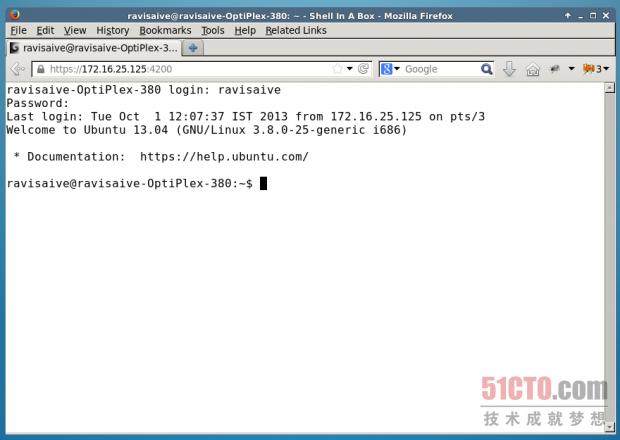 ravisaive@ravisaive-OptiPlex-380: ~ - Shell In A Box - Mozilla Firefox
File Edit View History Bookmarks Tools Help Related Links
ravisaive@ravisaive-OptiPlex-3...
https://172.16.25.125:4200
Google
3
ravisaive-OptiPlex-380 login: ravisaive
Password:
Last login: Tue Oct  1 12:07:37 IST 2013 from 172.16.25.125 on pts/3
Welcome to Ubuntu 13.04 (GNU/Linux 3.8.0-25-generic i686)
* Documentation:  https://help.ubuntu.com/
ravisaive@ravisaive-OptiPlex-380:~$
51CTO.com
技术成就梦想